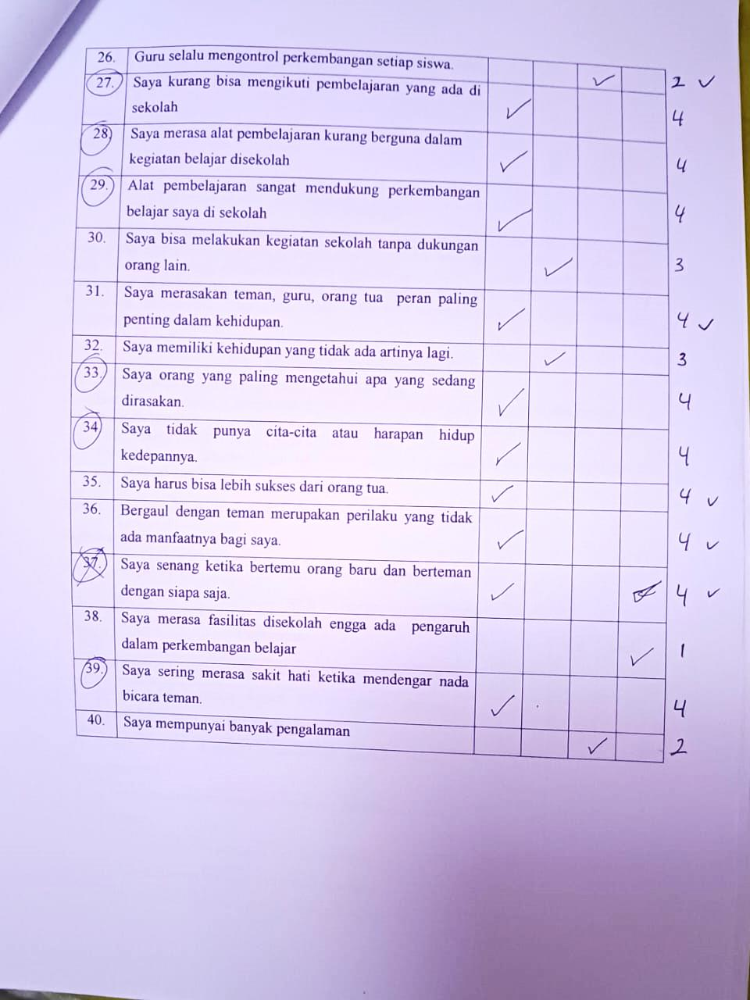 26. Guru selalu mengontrol perkembangan setiap siswa. ✓ 2 ✓
27. Saya kurang bisa mengikuti pembelajaran yang ada di
sekolah ✓ 4
28. Saya merasa alat pembelajaran kurang berguna dalam
kegiatan belajar disekolah ✓ 4
29. Alat pembelajaran sangat mendukung perkembangan
belajar saya di sekolah ✓ 4
30. Saya bisa melakukan kegiatan sekolah tanpa dukungan
orang lain. ✓ 3
31. Saya merasakan teman, guru, orang tua peran paling
penting dalam kehidupan. ✓ 4 ✓
32. Saya memiliki kehidupan yang tidak ada artinya lagi. ✓ 3
33. Saya orang yang paling mengetahui apa yang sedang
dirasakan. ✓ 4
34 Saya tidak punya cita-cita atau harapan hidup
kedepannya. ✓ 4
35. Saya harus bisa lebih sukses dari orang tua. ✓ 4 ✓
36. Bergaul dengan teman merupakan perilaku yang tidak
ada manfaatnya bagi saya. ✓ 4 ✓
37. Saya senang ketika bertemu orang baru dan berteman
dengan siapa saja. ✓ 4 ✓
38. Saya merasa fasilitas disekolah engga ada pengaruh
dalam perkembangan belajar ✓ 1
39. Saya sering merasa sakit hati ketika mendengar nada
bicara teman. ✓ 4
40. Saya mempunyai banyak pengalaman ✓ 2